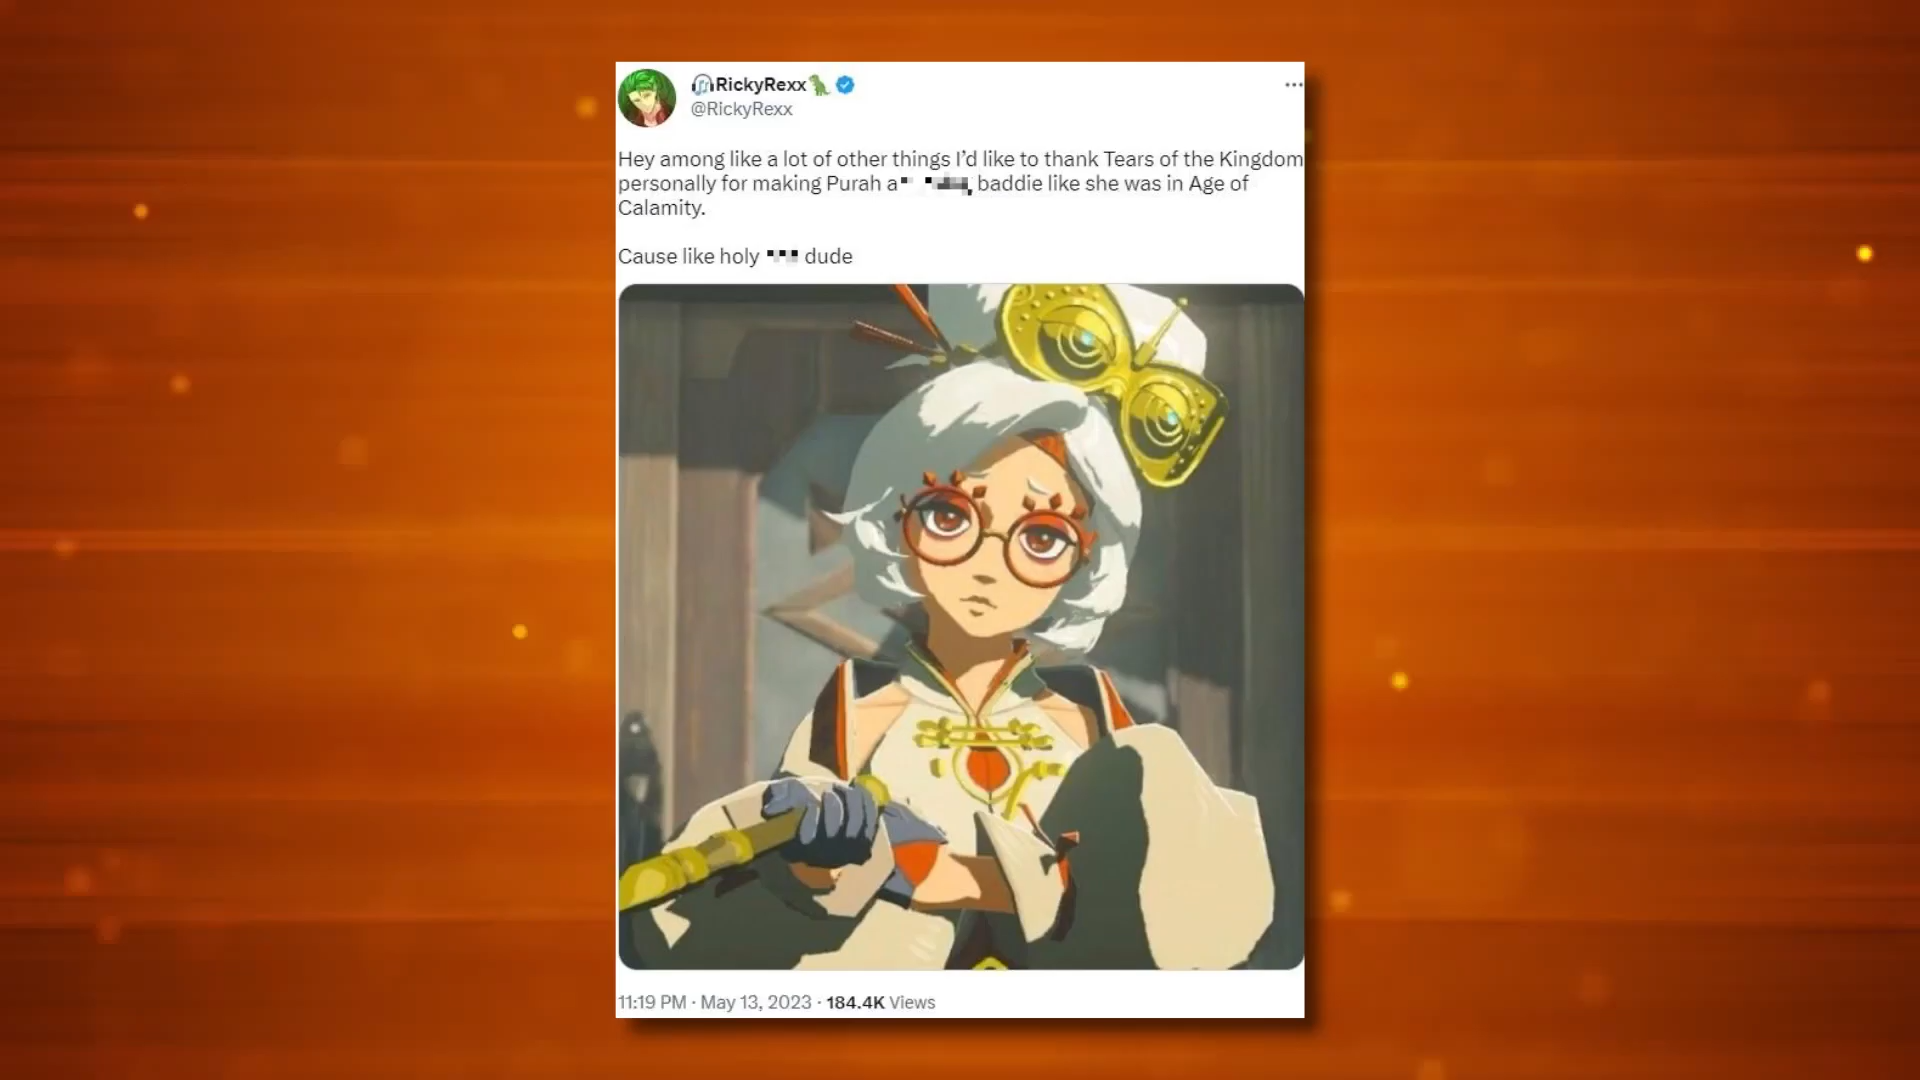 RickyRexx
@RickyRexx
Hey among like a lot of other things I'd like to thank Tears of the Kingdom
personally for making Purah a baddie like she was in Age of
Calamity.
Cause like holy dude
11:19 PM · May 13, 2023 · 184.4K Views